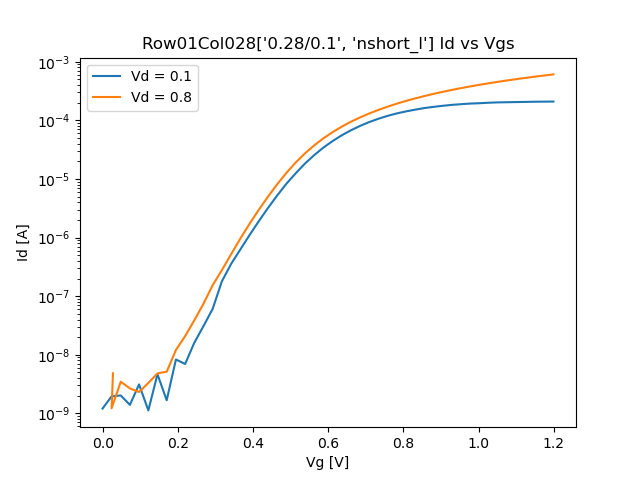 Row01Col028['0.28/0.1', 'nshort_l'] Id vs Vgs
Vd = 0.1
Vd = 0.8
Id [A]
10⁻³
10⁻⁴
10⁻⁵
10⁻⁶
10⁻⁷
10⁻⁸
10⁻⁹
0.0 0.2 0.4 0.6 0.8 1.0 1.2
Vg [V]